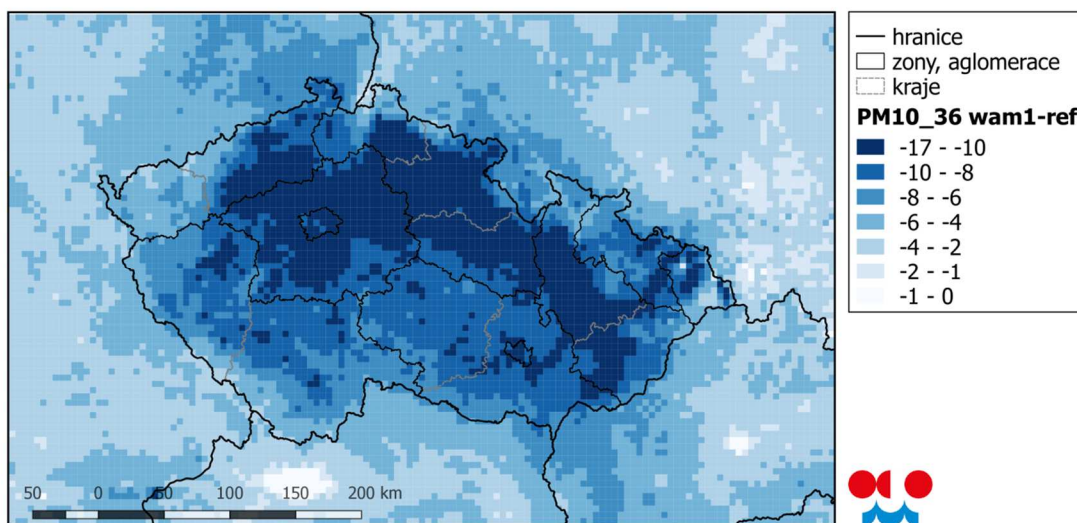 hranice
zony, aglomerace
kraje
PM10_36 wam1-ref
-17 - -10
-10 - -8
-8 - -6
-6 - -4
-4 - -2
-2 - -1
-1 - 0
50 0 50 100 150 200 km